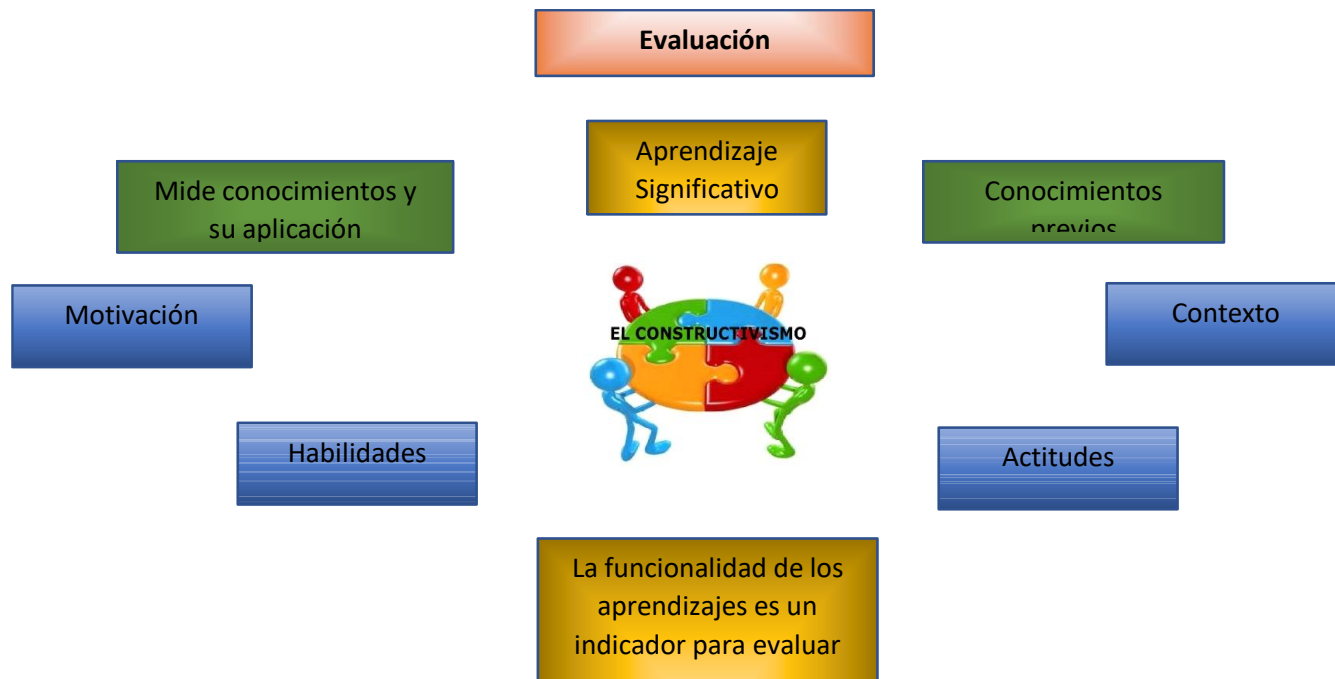 Evaluación
Aprendizaje
Significativo
Mide conocimientos y
su aplicación
Conocimientos
previos
Motivación
EL CONSTRUCTIVISMO
Contexto
Habilidades
Actitudes
La funcionalidad de los
aprendizajes es un
indicador para evaluar